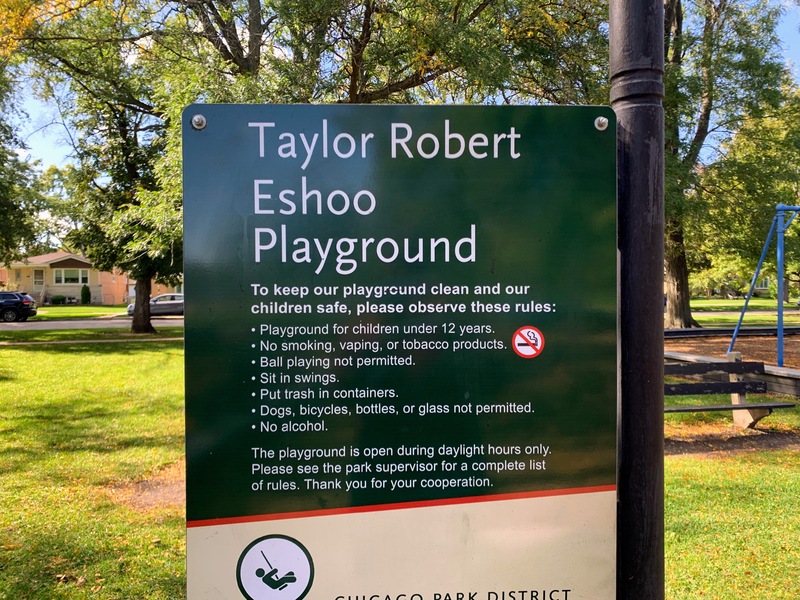 Taylor Robert
Eshoo
Playground
To keep our playground clean and our
children safe, please observe these rules:
• Playground for children under 12 years.
• No smoking, vaping, or tobacco products.
• Ball playing not permitted.
• Sit in swings.
• Put trash in containers.
• Dogs, bicycles, bottles, or glass not permitted.
• No alcohol.
The playground is open during daylight hours only.
Please see the park supervisor for a complete list
of rules. Thank you for your cooperation.
CHICAGO PARK DISTRICT